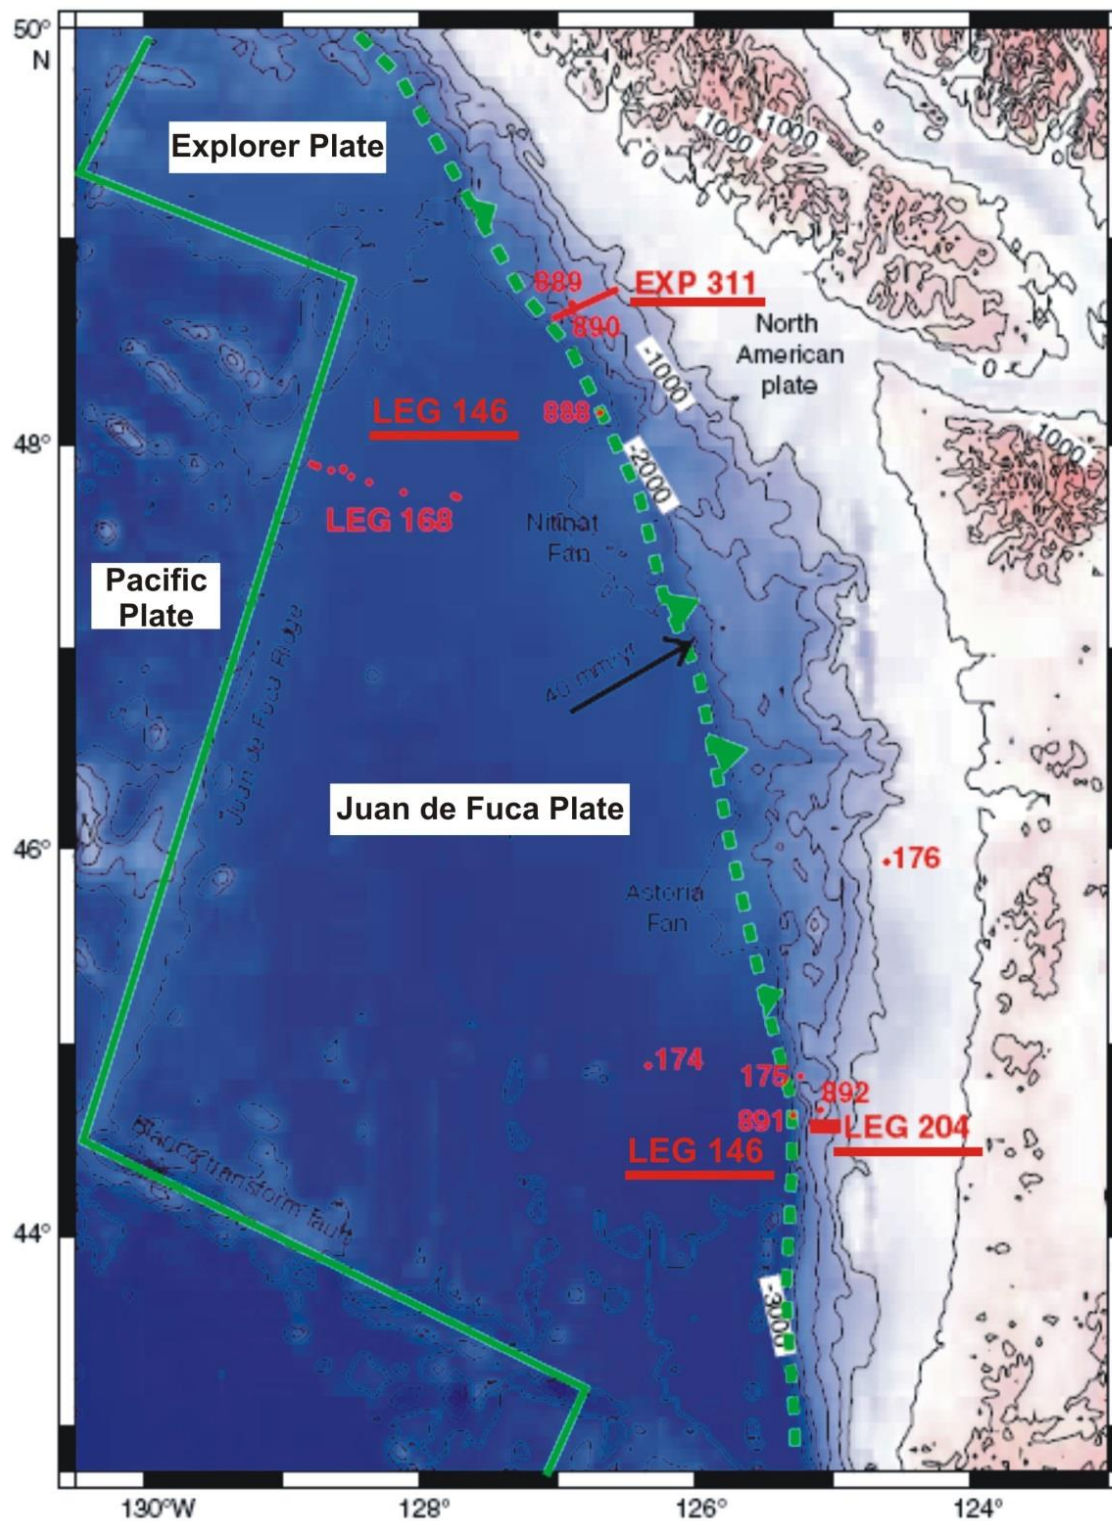 50°
N
Explorer Plate
1000
1000
0
889
EXP 311
890
North
American
plate
-1000
0
LEG 146
888
1000
48°
-2000
LEG 168
Nitinat
Fan
Pacific
Plate
Juan de Fuca Ridge
40 mm/yr
Juan de Fuca Plate
46°
176
Astoria
Fan
174
175
892
891
LEG 204
LEG 146
Blanco transform fault
44°
-3000
130°W
128°
126°
124°